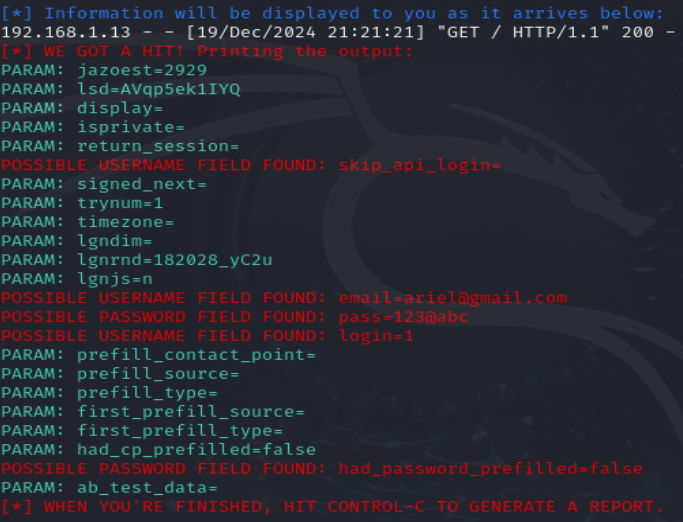 [*] Information will be displayed to you as it arrives below:
192.168.1.13 - - [19/Dec/2024 21:21:21] "GET / HTTP/1.1" 200 -
[*] WE GOT A HIT! Printing the output:
PARAM: jazoest=2929
PARAM: lsd=AVqp5ek1IYQ
PARAM: display=
PARAM: isprivate=
PARAM: return_session=
POSSIBLE USERNAME FIELD FOUND: skip_api_login=
PARAM: signed_next=
PARAM: trynum=1
PARAM: timezone=
PARAM: lgndim=
PARAM: lgnrnd=182028_yC2u
PARAM: lgnjs=n
POSSIBLE USERNAME FIELD FOUND: email=ariel@gmail.com
POSSIBLE PASSWORD FIELD FOUND: pass=123@abc
POSSIBLE USERNAME FIELD FOUND: login=1
PARAM: prefill_contact_point=
PARAM: prefill_source=
PARAM: prefill_type=
PARAM: first_prefill_source=
PARAM: first_prefill_type=
PARAM: had_cp_prefilled=false
POSSIBLE PASSWORD FIELD FOUND: had_password_prefilled=false
PARAM: ab_test_data=
[*] WHEN YOU'RE FINISHED, HIT CONTROL-C TO GENERATE A REPORT.